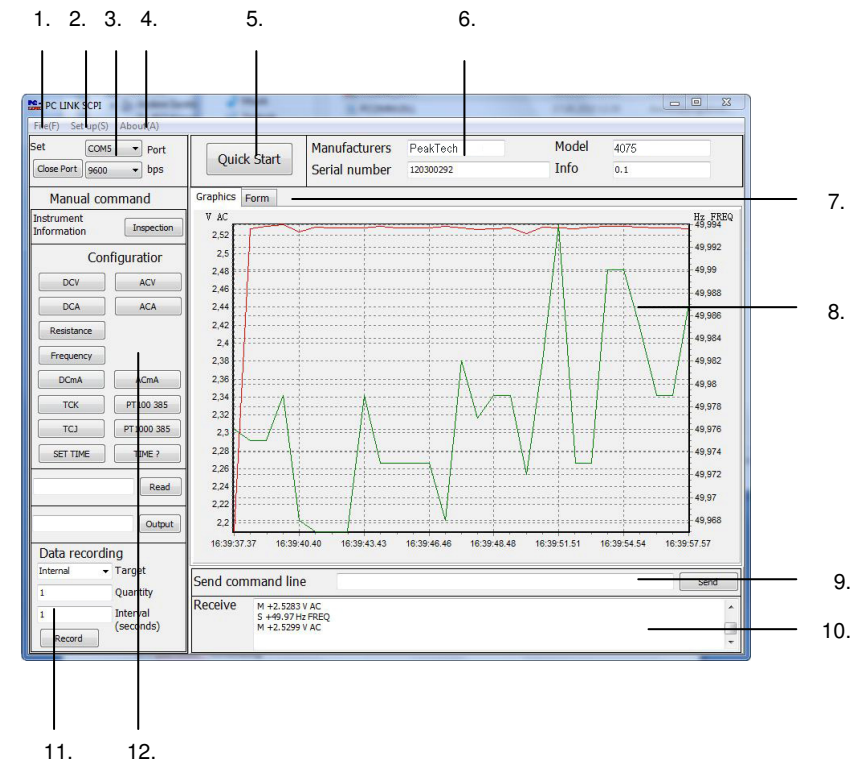 1. 2. 3. 4. 5. 6.
PC LINK SCPI
File(F) Set up(S) About(A)
Set COM5 Port
Close Port 9600 bps
Quick Start
Manufacturers PeakTech Model 4075
Serial number 120300292 Info 0.1
Manual command
Instrument
Information Inspection
Configuratior
DCV ACV
DCA ACA
Resistance
Frequency
DCmA ACmA
TCK PT100 385
TCJ PT1000 385
SET TIME TIME ?
Read
Output
Data recording
Internal Target
1 Quantity
1 Interval
(seconds)
Record
Graphics Form
7.
V AC Hz FREQ
49,994
2,52
49,992
2,5
49,99
2,48
49,988
2,46
2,44
8.
49,986
2,42
49,984
2,4
49,982
2,38
2,36
49,98
2,34
49,978
2,32
49,976
2,3
49,974
2,28
2,26
49,972
2,24
49,97
2,22
49,968
2,2
16:39:37.37 16:39:40.40 16:39:43.43 16:39:46.46 16:39:48.48 16:39:51.51 16:39:54.54 16:39:57.57
Send command line Send
9.
Receive M +2.5283 V AC
S +49.97 Hz FREQ
M +2.5299 V AC
10.
11. 12.